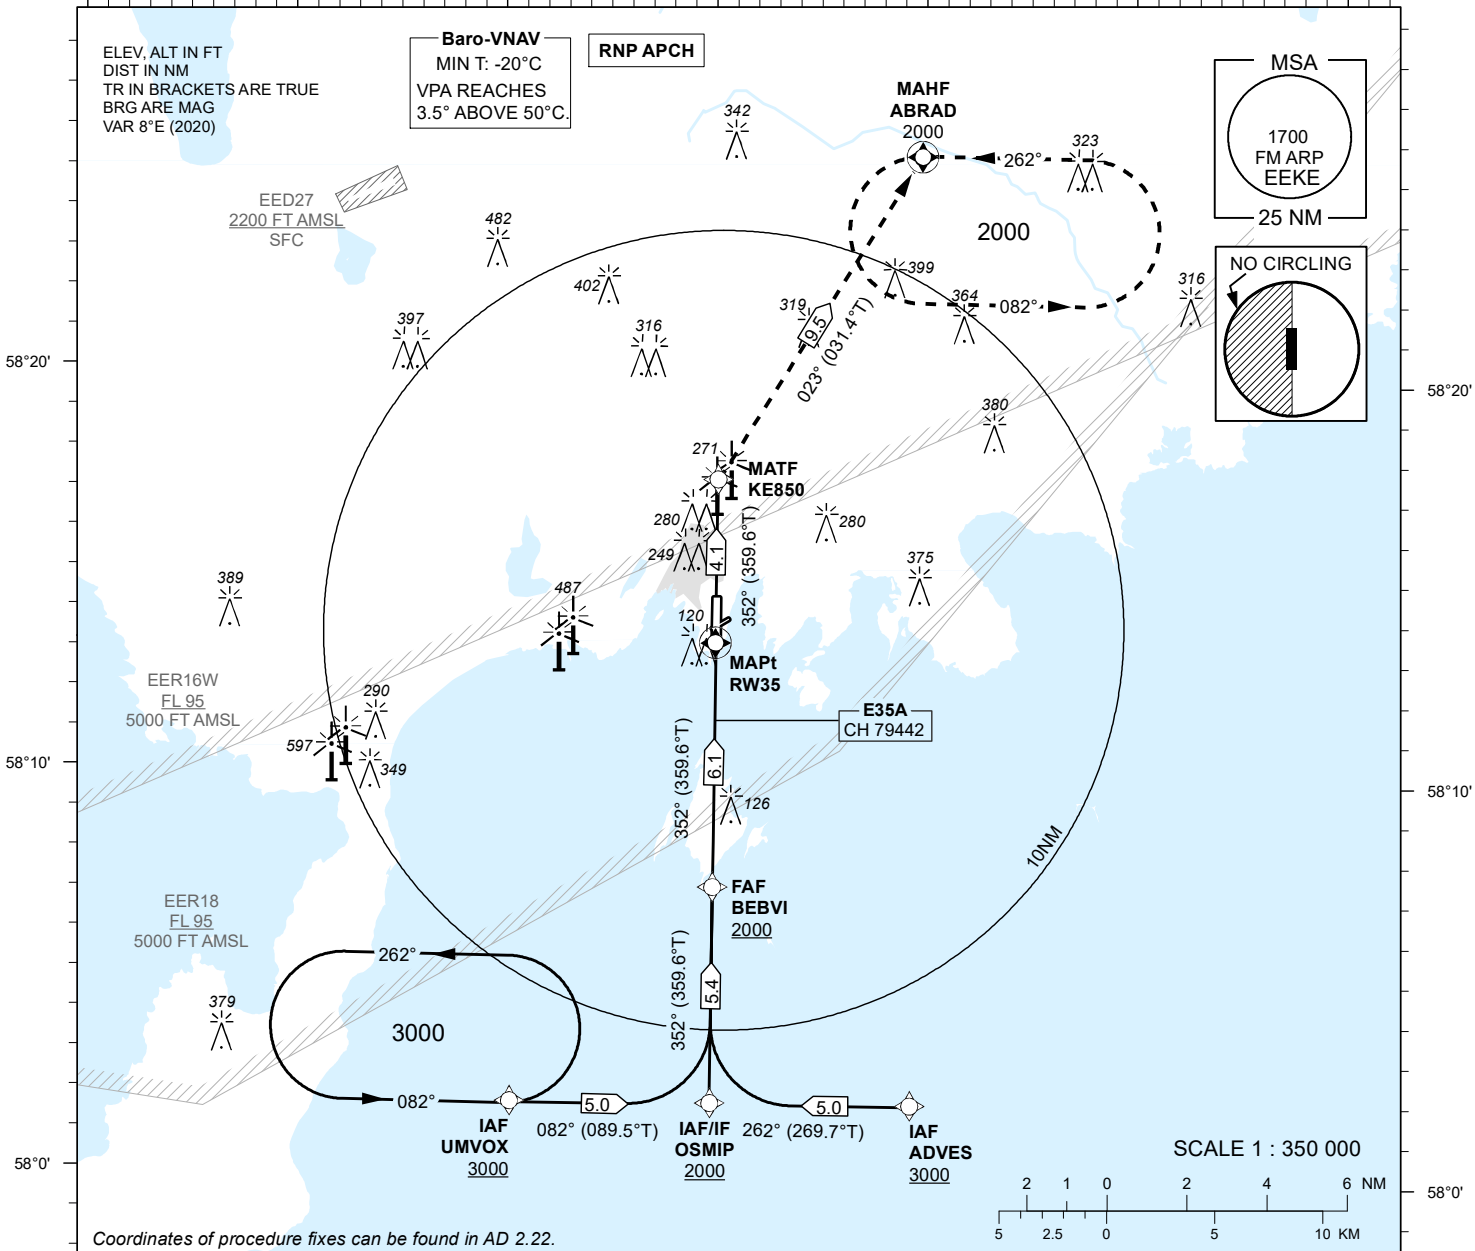 ELEV, ALT IN FT
DIST IN NM
TR IN BRACKETS ARE TRUE
BRG ARE MAG
VAR 8°E (2020)
Baro-VNAV
MIN T: -20°C
VPA REACHES
3.5° ABOVE 50°C.
RNP APCH
MSA
1700
FM ARP
EEKE
25 NM
NO CIRCLING
MAHF
ABRAD
2000
262°
323
342
2000
082°
EED27
2200 FT AMSL
SFC
482
402
399
364
316
319
9.5
023° (031.4°T)
397
316
58°20'
58°20'
380
271
MATF
KE850
280
280
249
4.1
352° (359.6°T)
375
389
487
120
MAPt
RW35
EER16W
FL 95
5000 FT AMSL
290
597
349
E35A
CH 79442
352° (359.6°T)
6.1
58°10'
58°10'
126
10NM
FAF
BEBVI
2000
EER18
FL 95
5000 FT AMSL
262°
352° (359.6°T)
5.4
379
3000
082°
5.0
5.0
IAF
UMVOX
3000
082° (089.5°T)
IAF/IF
OSMIP
2000
262° (269.7°T)
IAF
ADVES
3000
58°0'
58°0'
SCALE 1 : 350 000
2 1 0 2 4 6 NM
5 2.5 0 5 10 KM
Coordinates of procedure fixes can be found in AD 2.22.